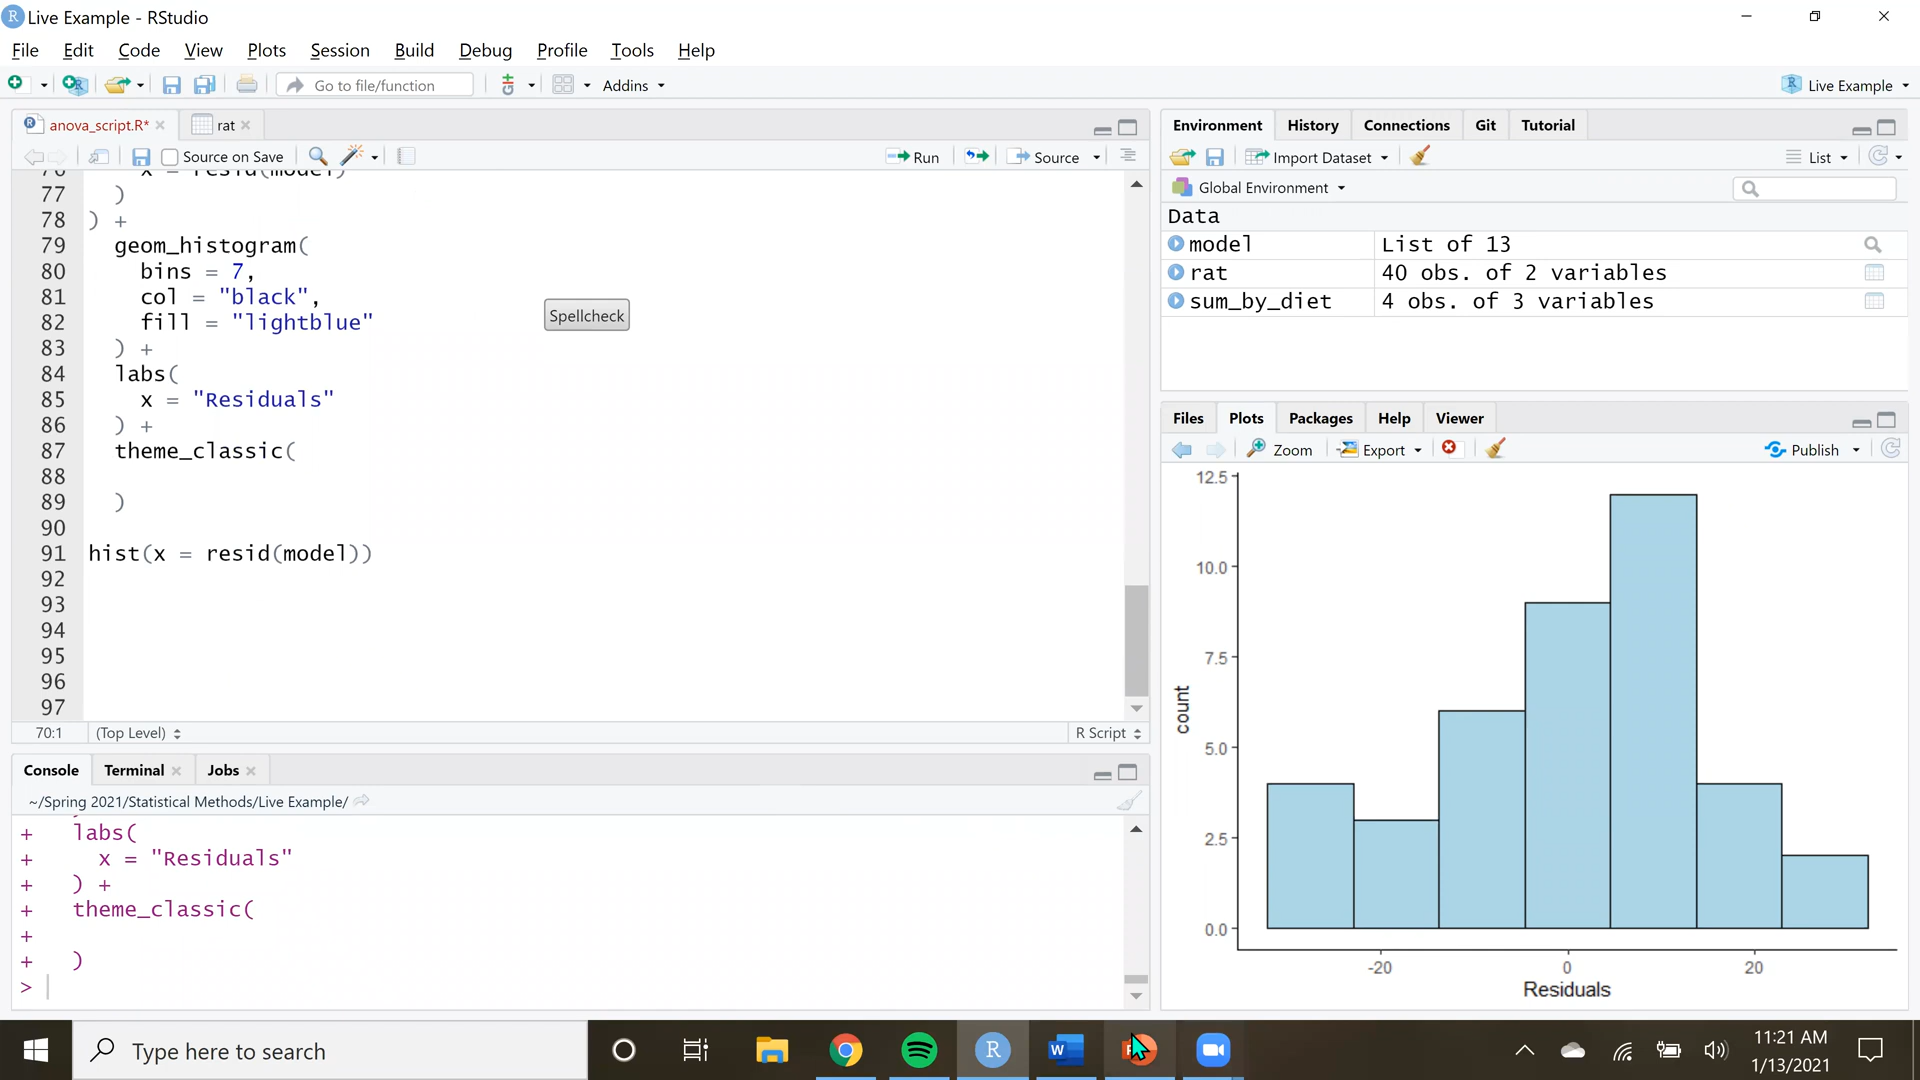 Live Example - RStudio
File Edit Code View Plots Session Build Debug Profile Tools Help
Go to file/function Addins Live Example
anova_script.R* rat
Source on Save Run Source
76 x = resid(model)
77 )
78 ) +
79 geom_histogram(
80 bins = 7,
81 col = "black",
82 fill = "lightblue"
83 ) +
84 labs(
85 x = "Residuals"
86 ) +
87 theme_classic(
88
89 )
90
91 hist(x = resid(model))
92
93
94
95
96
97
Spellcheck
70:1 (Top Level) R Script
Console Terminal Jobs
~/Spring 2021/Statistical Methods/Live Example/
+ labs(
+ x = "Residuals"
+ ) +
+ theme_classic(
+
+ )
>
Environment History Connections Git Tutorial
Import Dataset List
Global Environment
Data
model List of 13
rat 40 obs. of 2 variables
sum_by_diet 4 obs. of 3 variables
Files Plots Packages Help Viewer
Zoom Export Publish
12.5
10.0
7.5
5.0
2.5
0.0
count
-20 0 20
Residuals
Type here to search
11:21 AM
1/13/2021